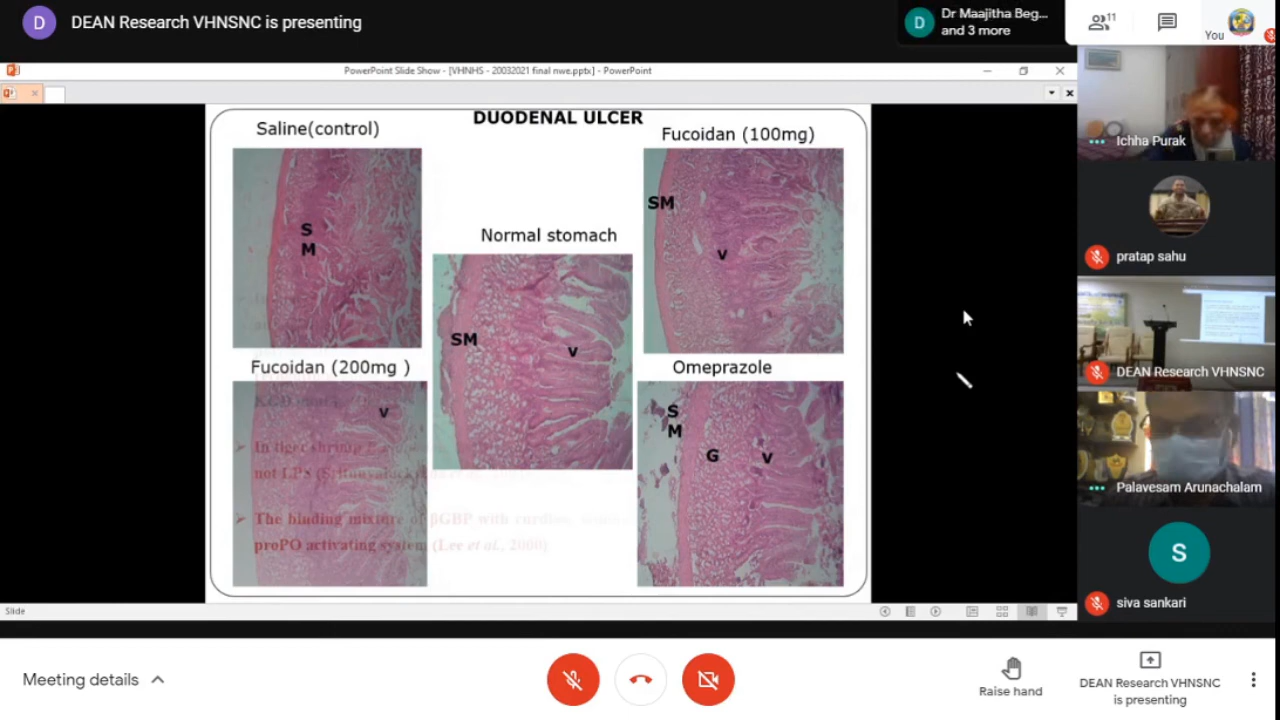 D
DEAN Research VHNSNC is presenting
D
Dr Maajitha Beg...
and 3 more
11
You
PowerPoint Slide Show - [VHNHS - 20032021 final nwe.pptx] - PowerPoint
DUODENAL ULCER
Saline(control)
Fucoidan (100mg)
S
M
SM
v
Normal stomach
SM
v
Fucoidan (200mg )
Omeprazole
v
S
M
G
v
In tiger shrimp
not LPs
The binding mixture of βGBP with
proPO activating system (Lee et al., 2000)
Slide
Ichha Purak
pratap sahu
DEAN Research VHNSNC
Palavesam Arunachalam
S
siva sankari
Meeting details
Raise hand
DEAN Research VHNSNC
is presenting